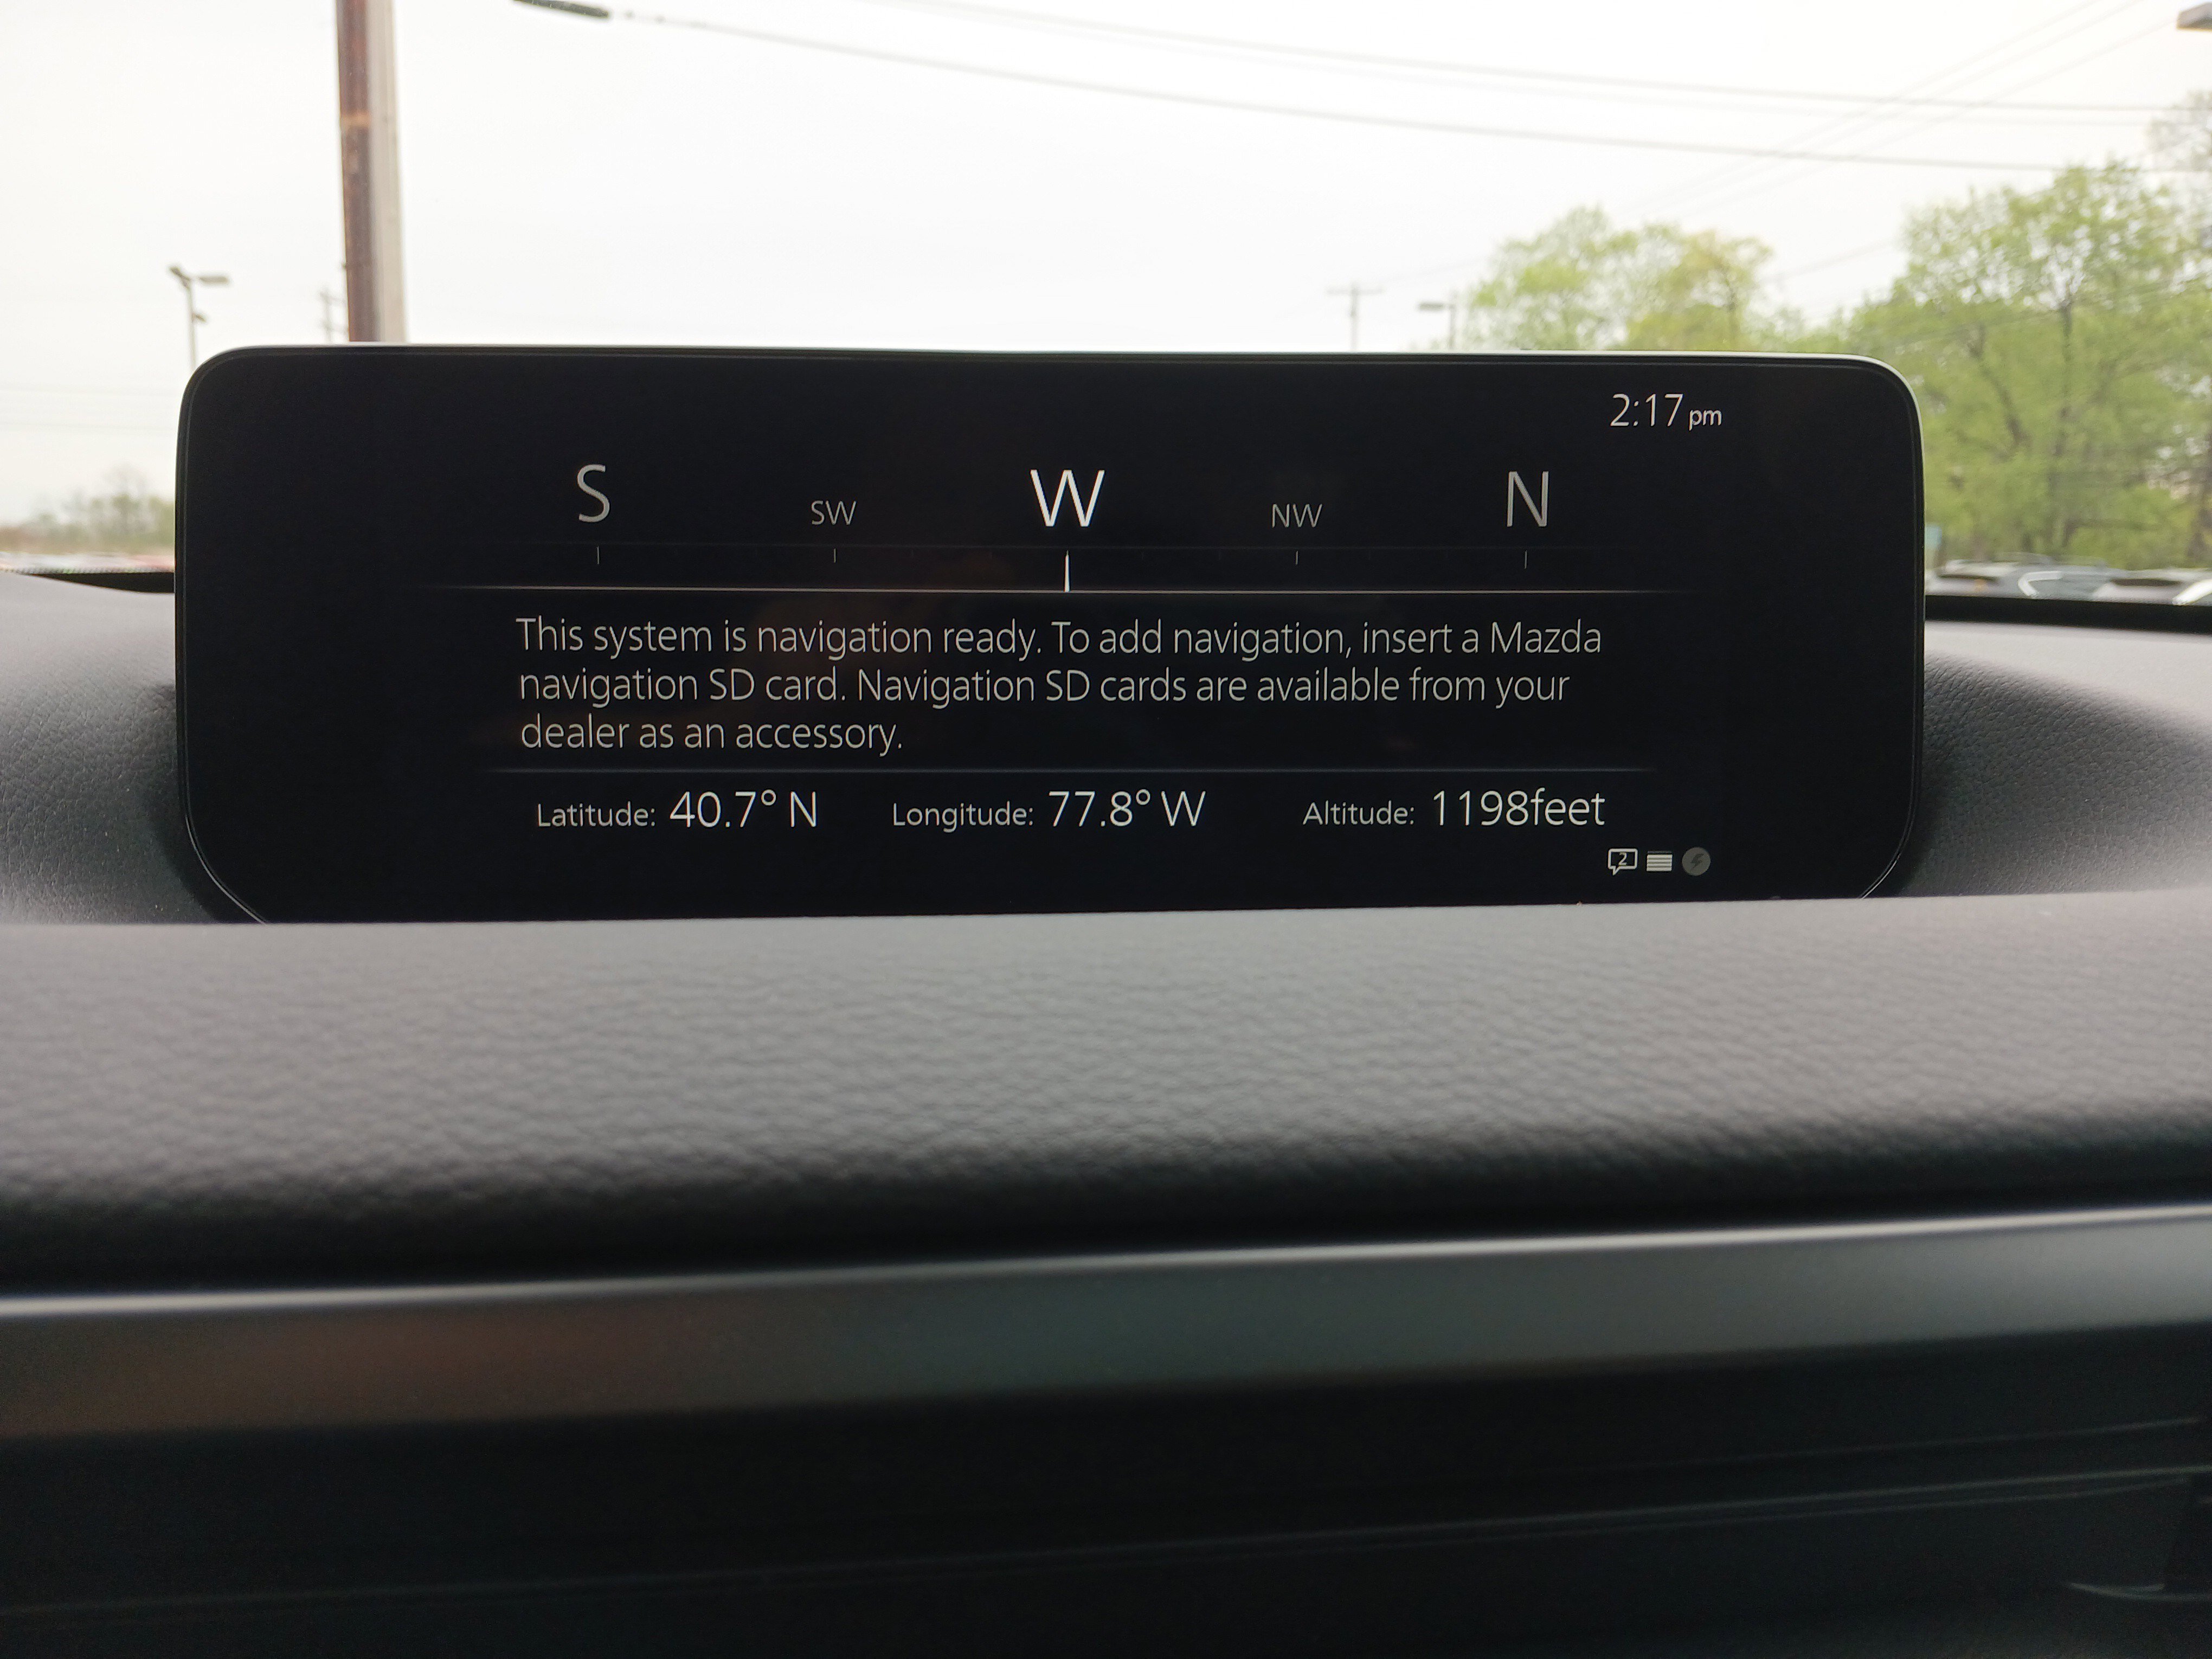 2:17 pm
S SW W NW N
This system is navigation ready. To add navigation, insert a Mazda
navigation SD card. Navigation SD cards are available from your
dealer as an accessory.
Latitude: 40.7° N Longitude: 77.8° W Altitude: 1198feet
2